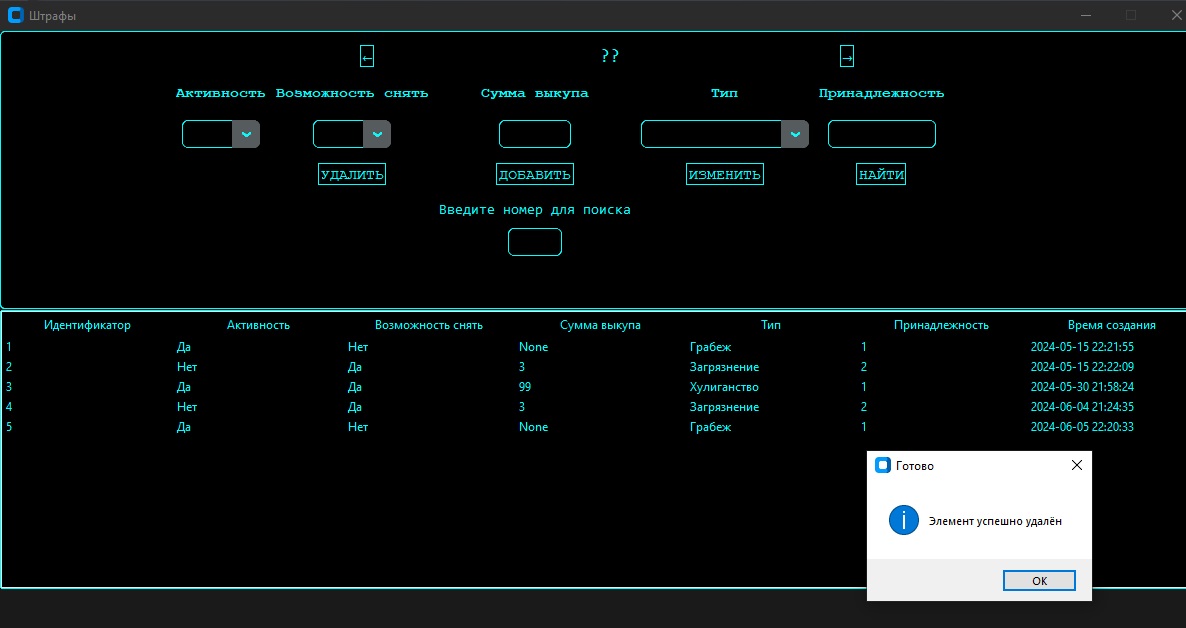 Штрафы
← ?? →
Активность Возможность снять Сумма выкупа Тип Принадлежность
УДАЛИТЬ ДОБАВИТЬ ИЗМЕНИТЬ НАЙТИ
Введите номер для поиска
Идентификатор Активность Возможность снять Сумма выкупа Тип Принадлежность Время создания
1 Да Нет None Грабеж 1 2024-05-15 22:21:55
2 Нет Да 3 Загрязнение 2 2024-05-15 22:22:09
3 Да Да 99 Хулиганство 1 2024-05-30 21:58:24
4 Нет Да 3 Загрязнение 2 2024-06-04 21:24:35
5 Да Нет None Грабеж 1 2024-06-05 22:20:33
Готово
Элемент успешно удалён
OK